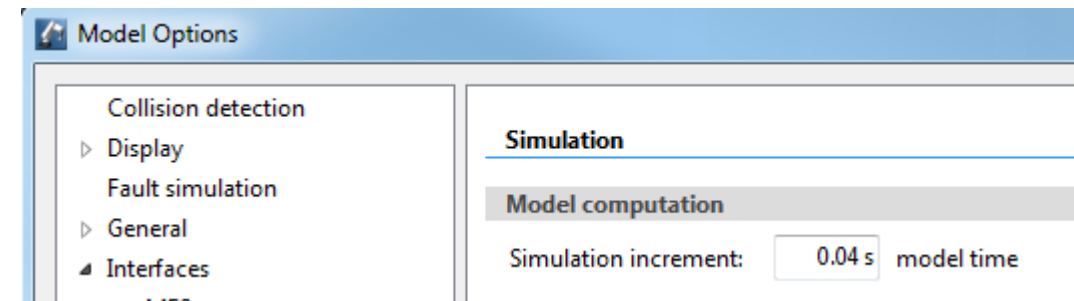 Model Options
Collision detection
Display
Fault simulation
General
Interfaces
Simulation
Model computation
Simulation increment: 0.04 s model time